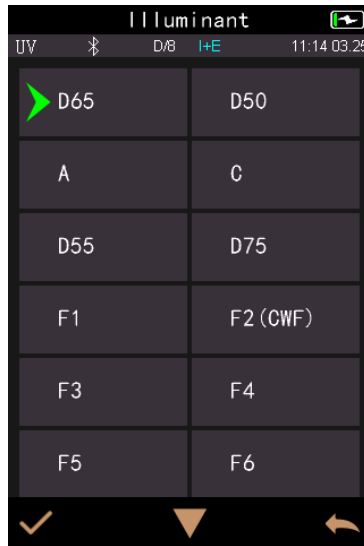 Illuminant
UV D/8 I+E 11:14 03.25
D65 D50
A C
D55 D75
F1 F2(CWF)
F3 F4
F5 F6